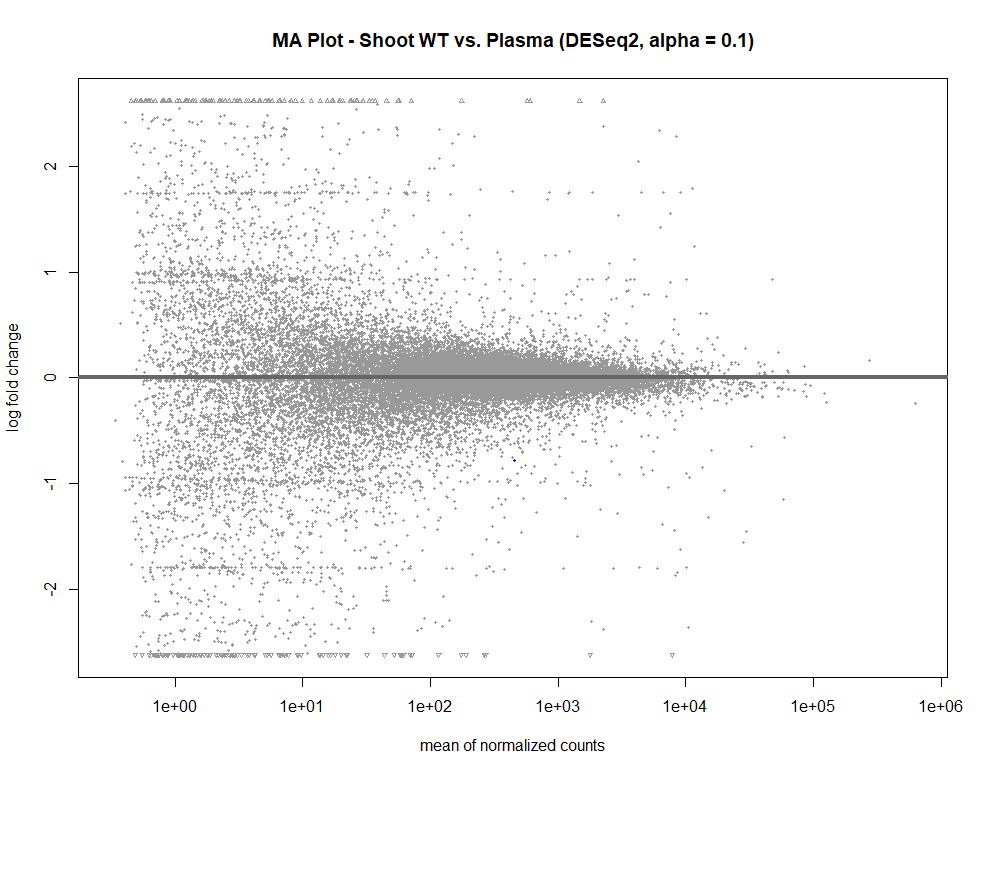 MA Plot - Shoot WT vs. Plasma (DESeq2, alpha = 0.1)
log fold change
2
1
0
-1
-2
1e+00 1e+01 1e+02 1e+03 1e+04 1e+05 1e+06
mean of normalized counts